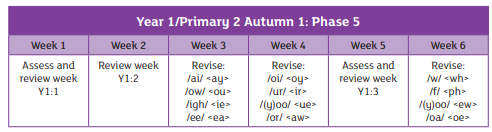 Year 1/Primary 2 Autumn 1: Phase 5
Week 1 Week 2 Week 3 Week 4 Week 5 Week 6
Assess and Review week Revise: Revise: Assess and Revise:
review week Y1:2 /ai/ <ay> /oi/ <oy> review week /w/ <wh>
Y1:1 /ow/ <ou> /ur/ <ir> Y1:3 /f/ <ph>
/igh/ <ie> /(y)oo/ <ue> /(y)oo/ <ew>
/ee/ <ea> /or/ <aw> /oa/ <oe>